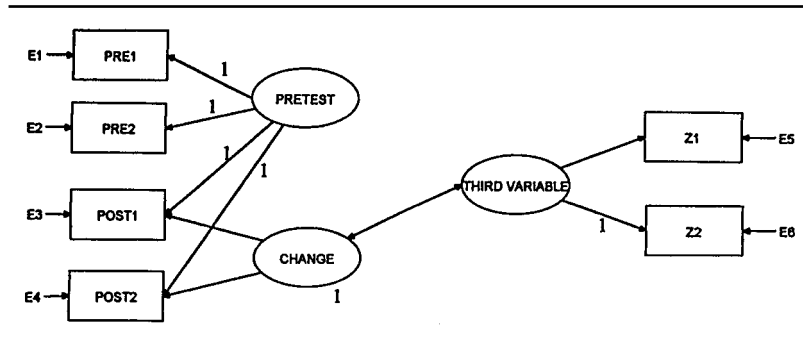 E1
PRE1
1
PRETEST
E2
PRE2
1
1
1
E3
POST1
E4
POST2
CHANGE
1
THIRD VARIABLE
Z1
E5
1
Z2
E6